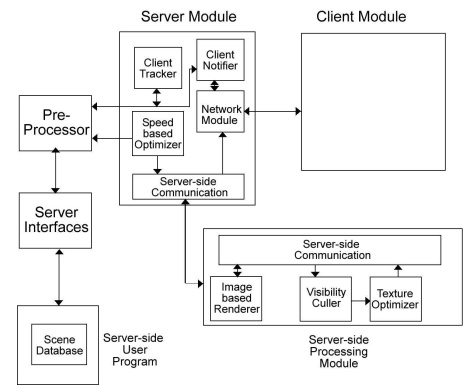 Server Module
Client Module
Client
Tracker
Client
Notifier
Pre-
Processor
Speed
based
Optimizer
Network
Module
Server-side
Communication
Server
Interfaces
Server-side
Communication
Image
based
Renderer
Visibility
Culler
Texture
Optimizer
Scene
Database
Server-side
User
Program
Server-side
Processing
Module